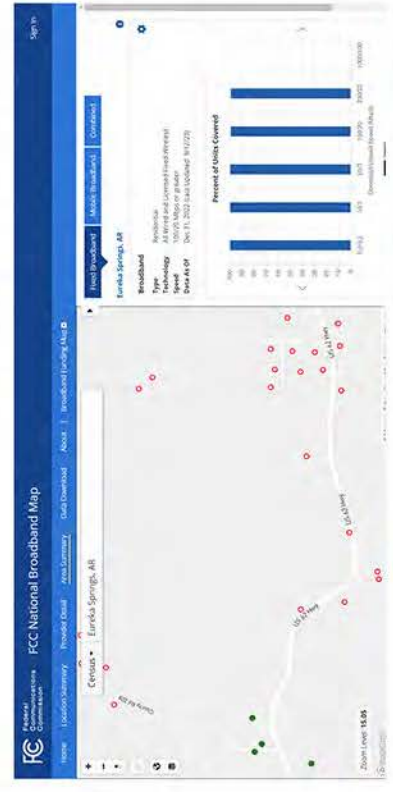 Federal
Communications
Commission
FCC National Broadband Map
Sign In
Home
Location Summary
Provider Detail
Area Summary
Data Download
About
Broadband Funding Map
Census
Eureka Springs, AR
Fixed Broadband
Mobile Broadband
Combined
Eureka Springs, AR
Broadband
Type Residential
Technology All Wired and Licensed Fixed Wireless
Speed 100/20 Mbps or greater
Data As Of Dec 31, 2022 (Last Updated: 9/12/23)
Percent of Units Covered
County Rd
US 62 Hwy
US 62 Hwy
US 62 Hwy
Zoom Level: 15.05